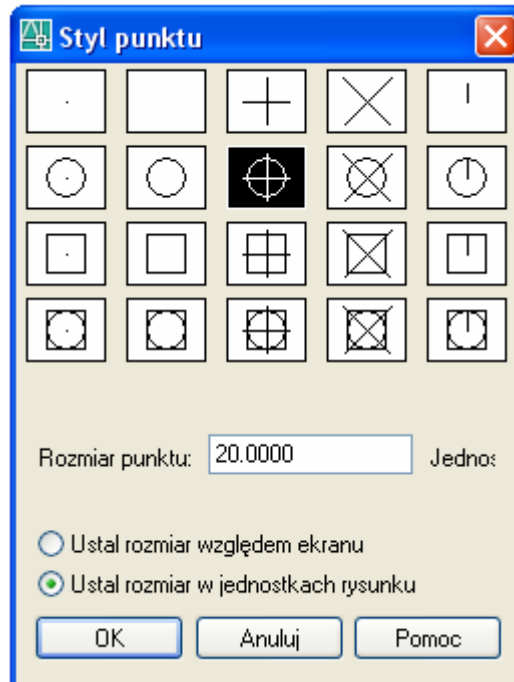 Styl punktu
Rozmiar punktu: 20.0000 Jednos
Ustal rozmiar względem ekranu
Ustal rozmiar w jednostkach rysunku
OK Anuluj Pomoc